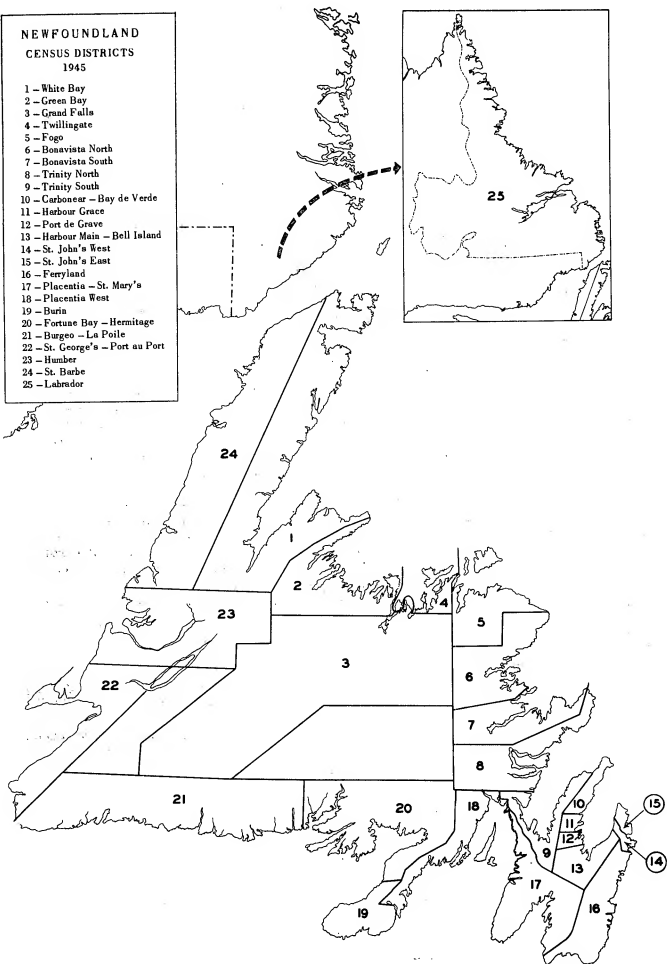 NEWFOUNDLAND
CENSUS DISTRICTS
1945
1 – White Bay
2 – Green Bay
3 – Grand Falls
4 – Twillingate
5 – Fogo
6 – Bonavista North
7 – Bonavista South
8 – Trinity North
9 – Trinity South
10 – Carbonear – Bay de Verde
11 – Harbour Grace
12 – Port de Grave
13 – Harbour Main – Bell Island
14 – St. John's West
15 – St. John's East
16 – Ferryland
17 – Placentia – St. Mary's
18 – Placentia West
19 – Burin
20 – Fortune Bay – Hermitage
21 – Burgeo – La Poile
22 – St. George's – Port au Port
23 – Humber
24 – St. Barbe
25 – Labrador
25
24
1
2
4
23
5
3
6
22
7
8
21
20
18
10
15
11
12
9
14
13
17
16
19